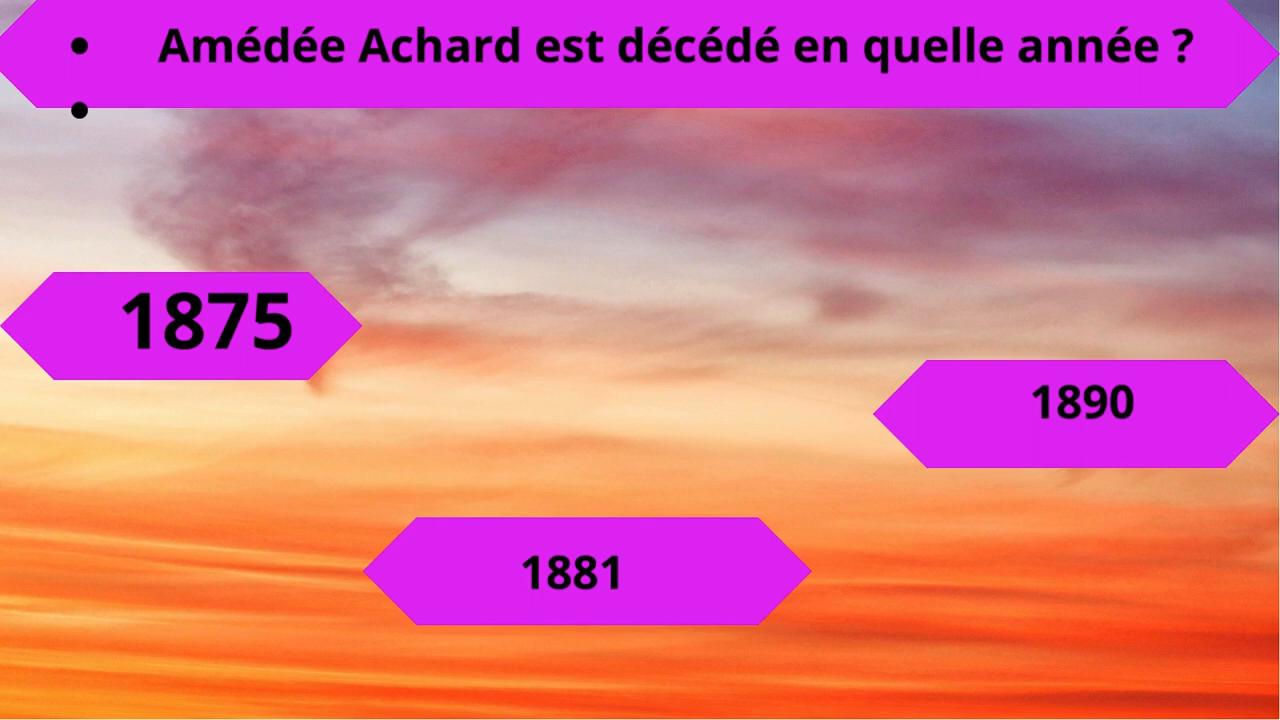 • Amédée Achard est décédé en quelle année ?
•
1875
1890
1881